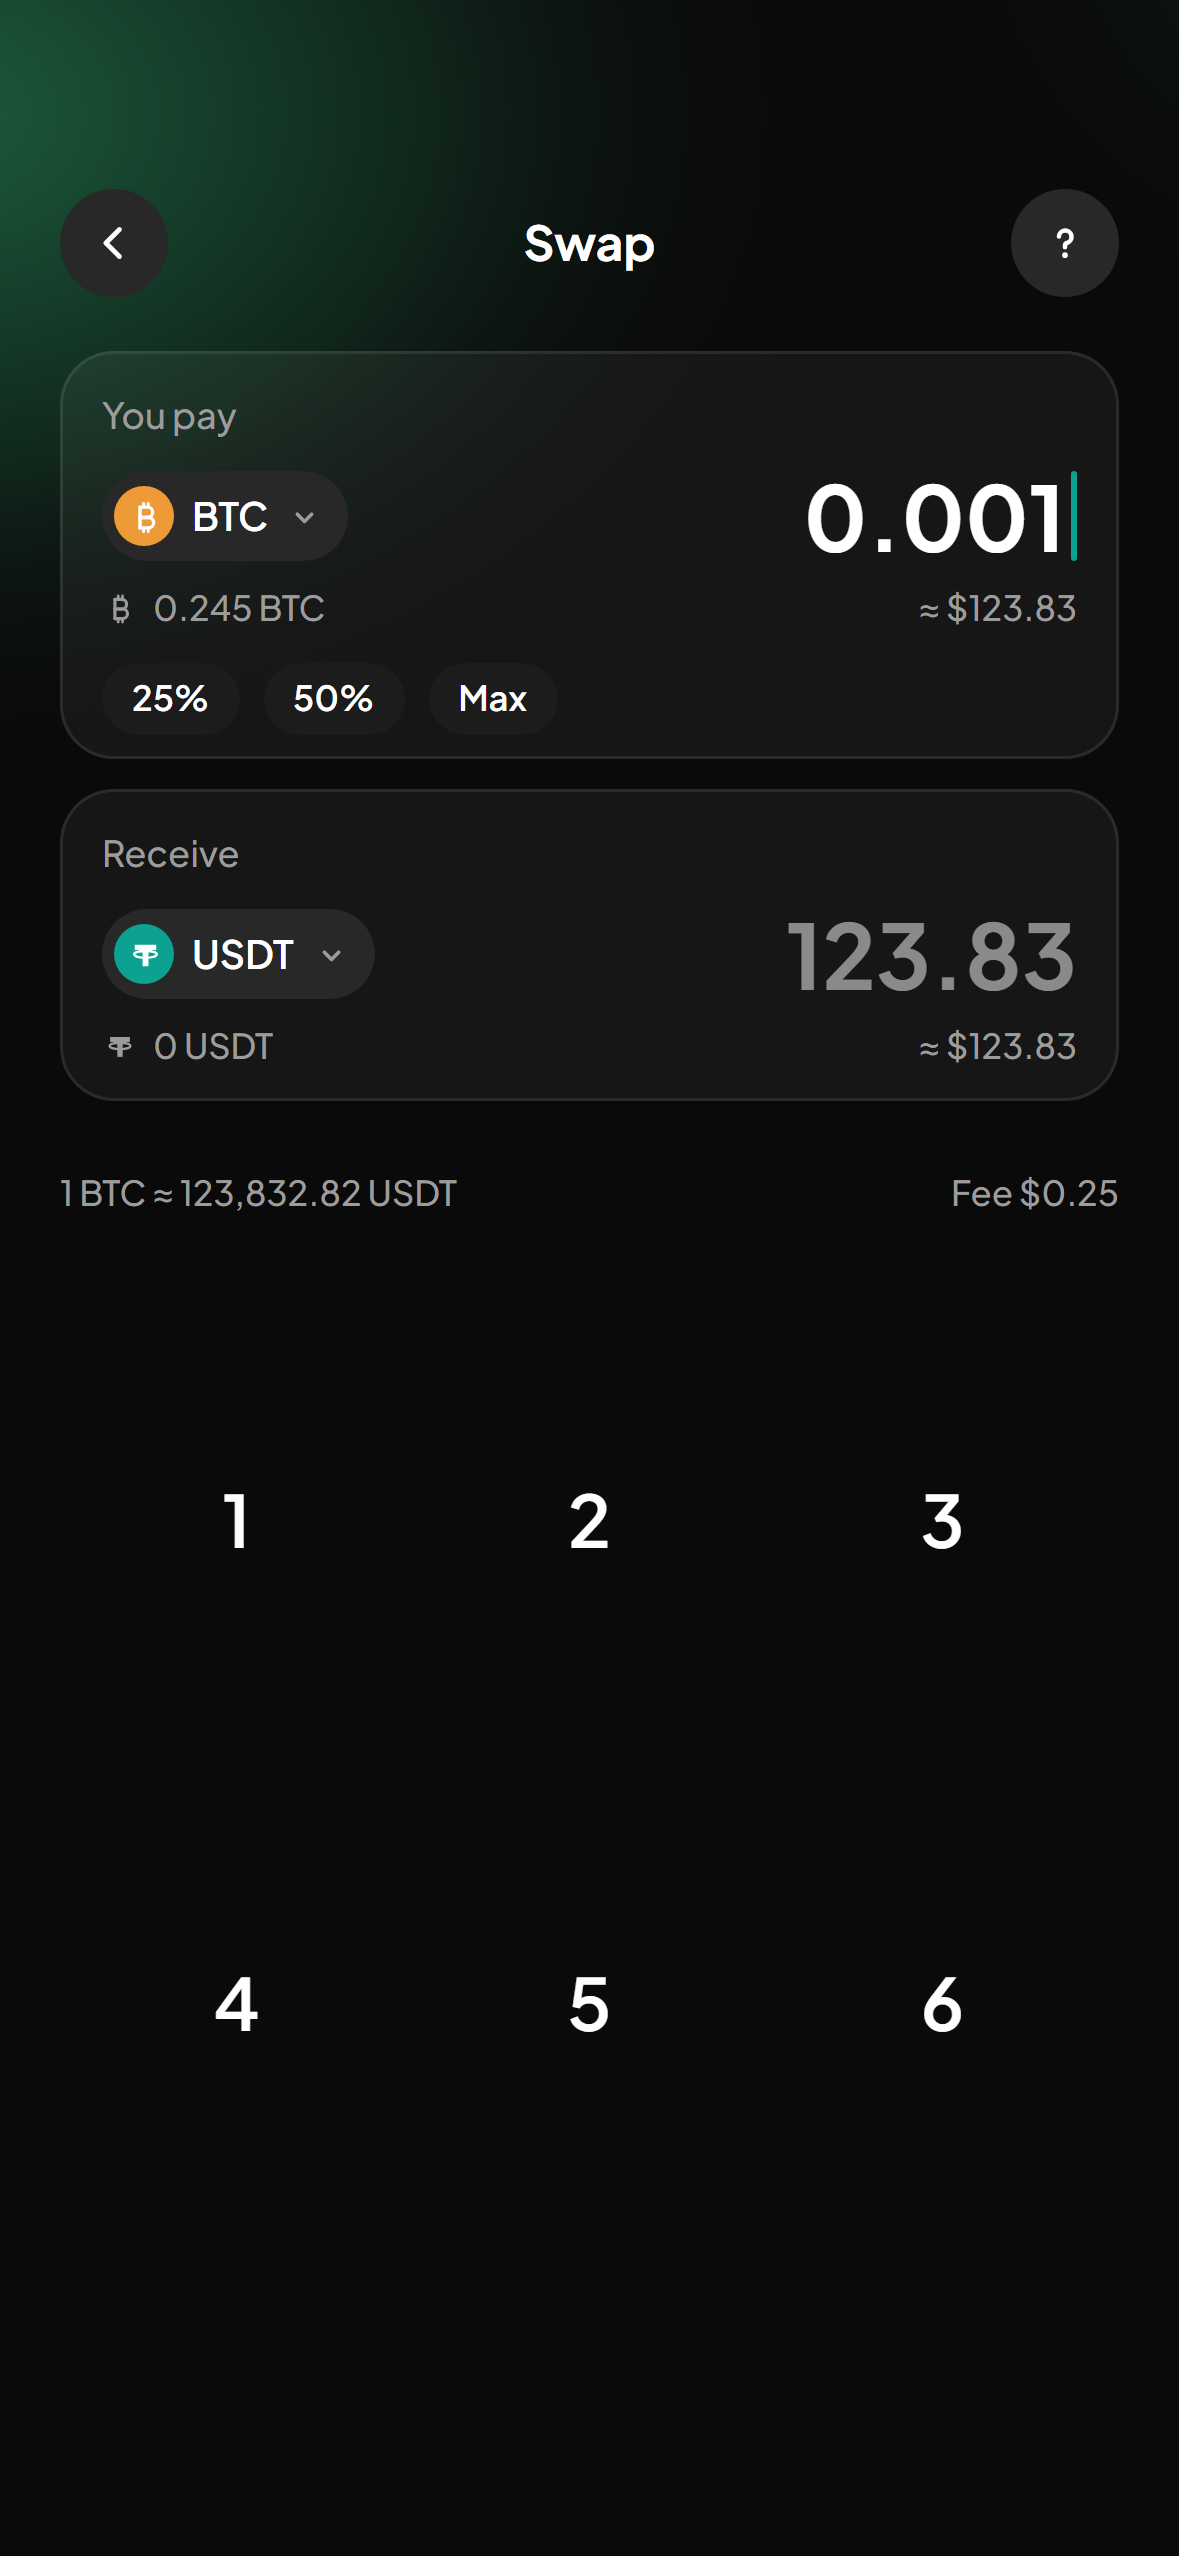 Swap
?
You pay
BTC
0.001
0.245 BTC
≈ $123.83
25% 50% Max
Receive
USDT
123.83
0 USDT
≈ $123.83
1 BTC ≈ 123,832.82 USDT
Fee $0.25
1 2 3
4 5 6